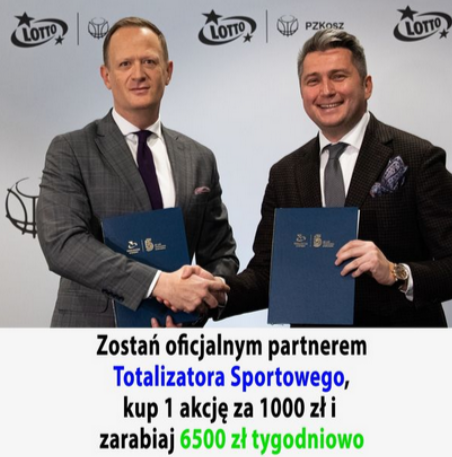 LOTTO
LOTTO
PZKosz
LOTTO
Zostań oficjalnym partnerem
Totalizatora Sportowego,
kup 1 akcję za 1000 zł i
zarabiaj 6500 zł tygodniowo